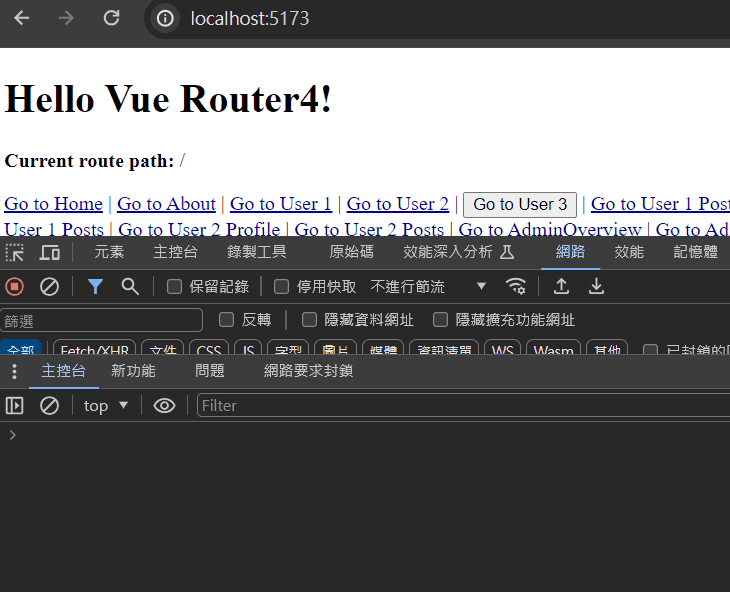 localhost:5173
Hello Vue Router4!
Current route path: /
Go to Home | Go to About | Go to User 1 | Go to User 2 | Go to User 3 | Go to User 1 Post
User 1 Posts | Go to User 2 Profile | Go to User 2 Posts | Go to AdminOverview | Go to Ad
元素 主控台 錄製工具 原始碼 效能深入分析 網路 效能 記憶體
保留記錄 停用快取 不進行節流
篩選 反轉 隱藏資料網址 隱藏擴充功能網址
全部 Fetch/XHR 文件 CSS JS 字型 圖片 媒體 資訊清單 WS Wasm 其他 已封鎖的
主控台 新功能 問題 網路要求封鎖
top Filter